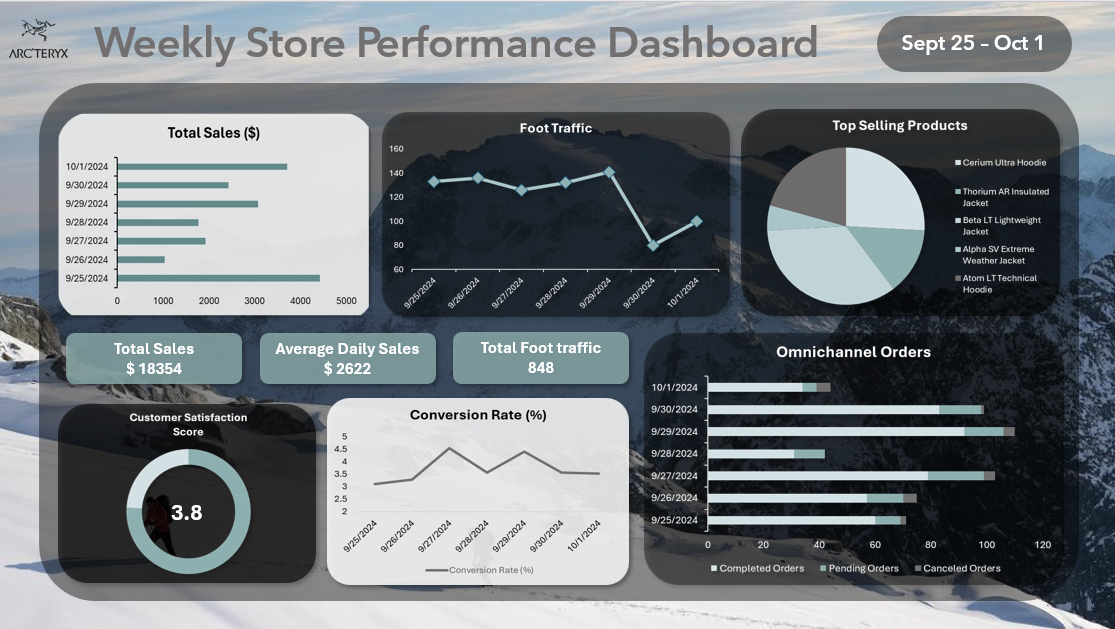 ARC'TERYX
Weekly Store Performance Dashboard
Sept 25 – Oct 1
Total Sales ($)
10/1/2024
9/30/2024
9/29/2024
9/28/2024
9/27/2024
9/26/2024
9/25/2024
0 1000 2000 3000 4000 5000
Foot Traffic
160
140
120
100
80
60
9/25/2024 9/26/2024 9/27/2024 9/28/2024 9/29/2024 9/30/2024 10/1/2024
Top Selling Products
Cerium Ultra Hoodie
Thorium AR Insulated
Jacket
Beta LT Lightweight
Jacket
Alpha SV Extreme
Weather Jacket
Atom LT Technical
Hoodie
Total Sales
$ 18354
Average Daily Sales
$ 2622
Total Foot traffic
848
Customer Satisfaction
Score
3.8
Conversion Rate (%)
5
4.5
4
3.5
3
2.5
2
9/25/2024 9/26/2024 9/27/2024 9/28/2024 9/29/2024 9/30/2024 10/1/2024
Conversion Rate (%)
Omnichannel Orders
10/1/2024
9/30/2024
9/29/2024
9/28/2024
9/27/2024
9/26/2024
9/25/2024
0 20 40 60 80 100 120
Completed Orders Pending Orders Canceled Orders